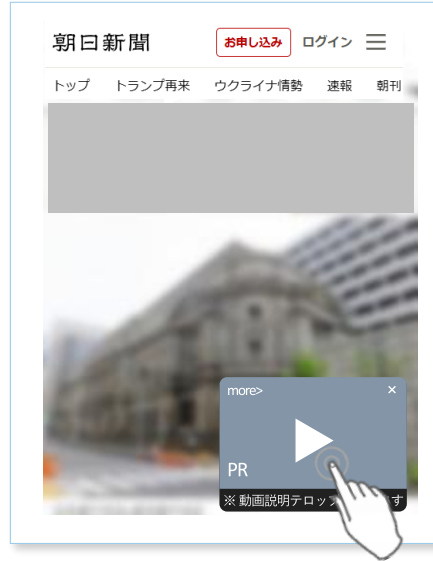 朝日新聞 お申し込み ログイン
トップ トランプ再来 ウクライナ情勢 速報 朝刊
more> ×
PR
※ 動画説明テロッ す